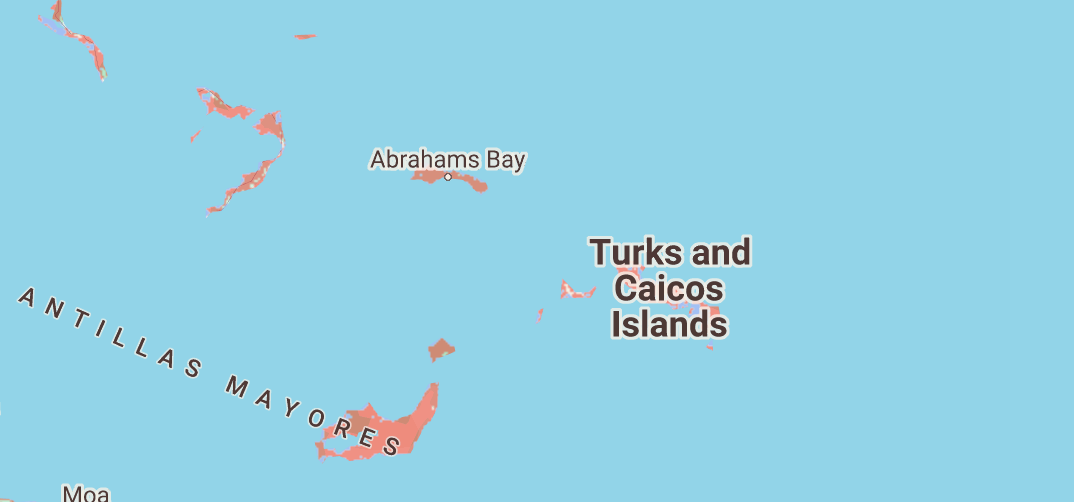 Abrahams Bay
Turks and
Caicos
Islands
ANTILLAS MAYORES
Moa